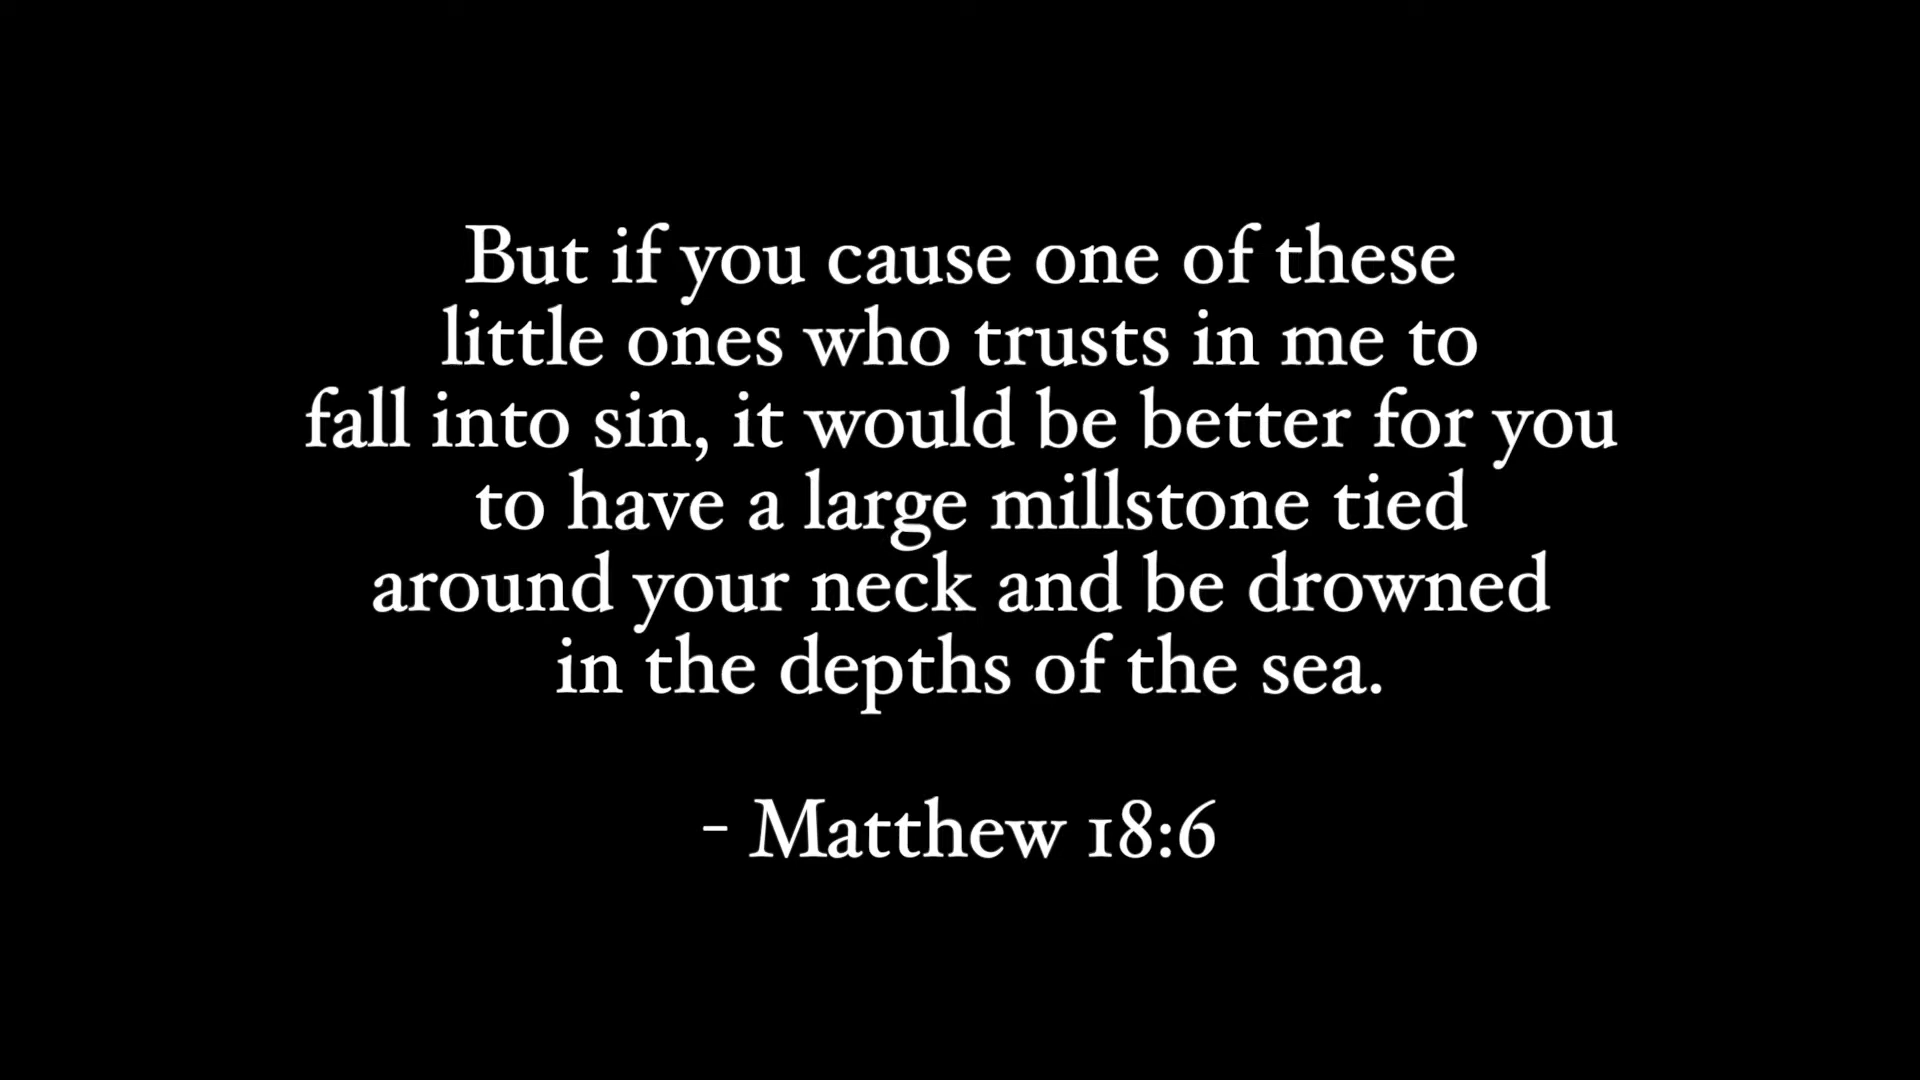 But if you cause one of these
little ones who trusts in me to
fall into sin, it would be better for you
to have a large millstone tied
around your neck and be drowned
in the depths of the sea.
- Matthew 18:6